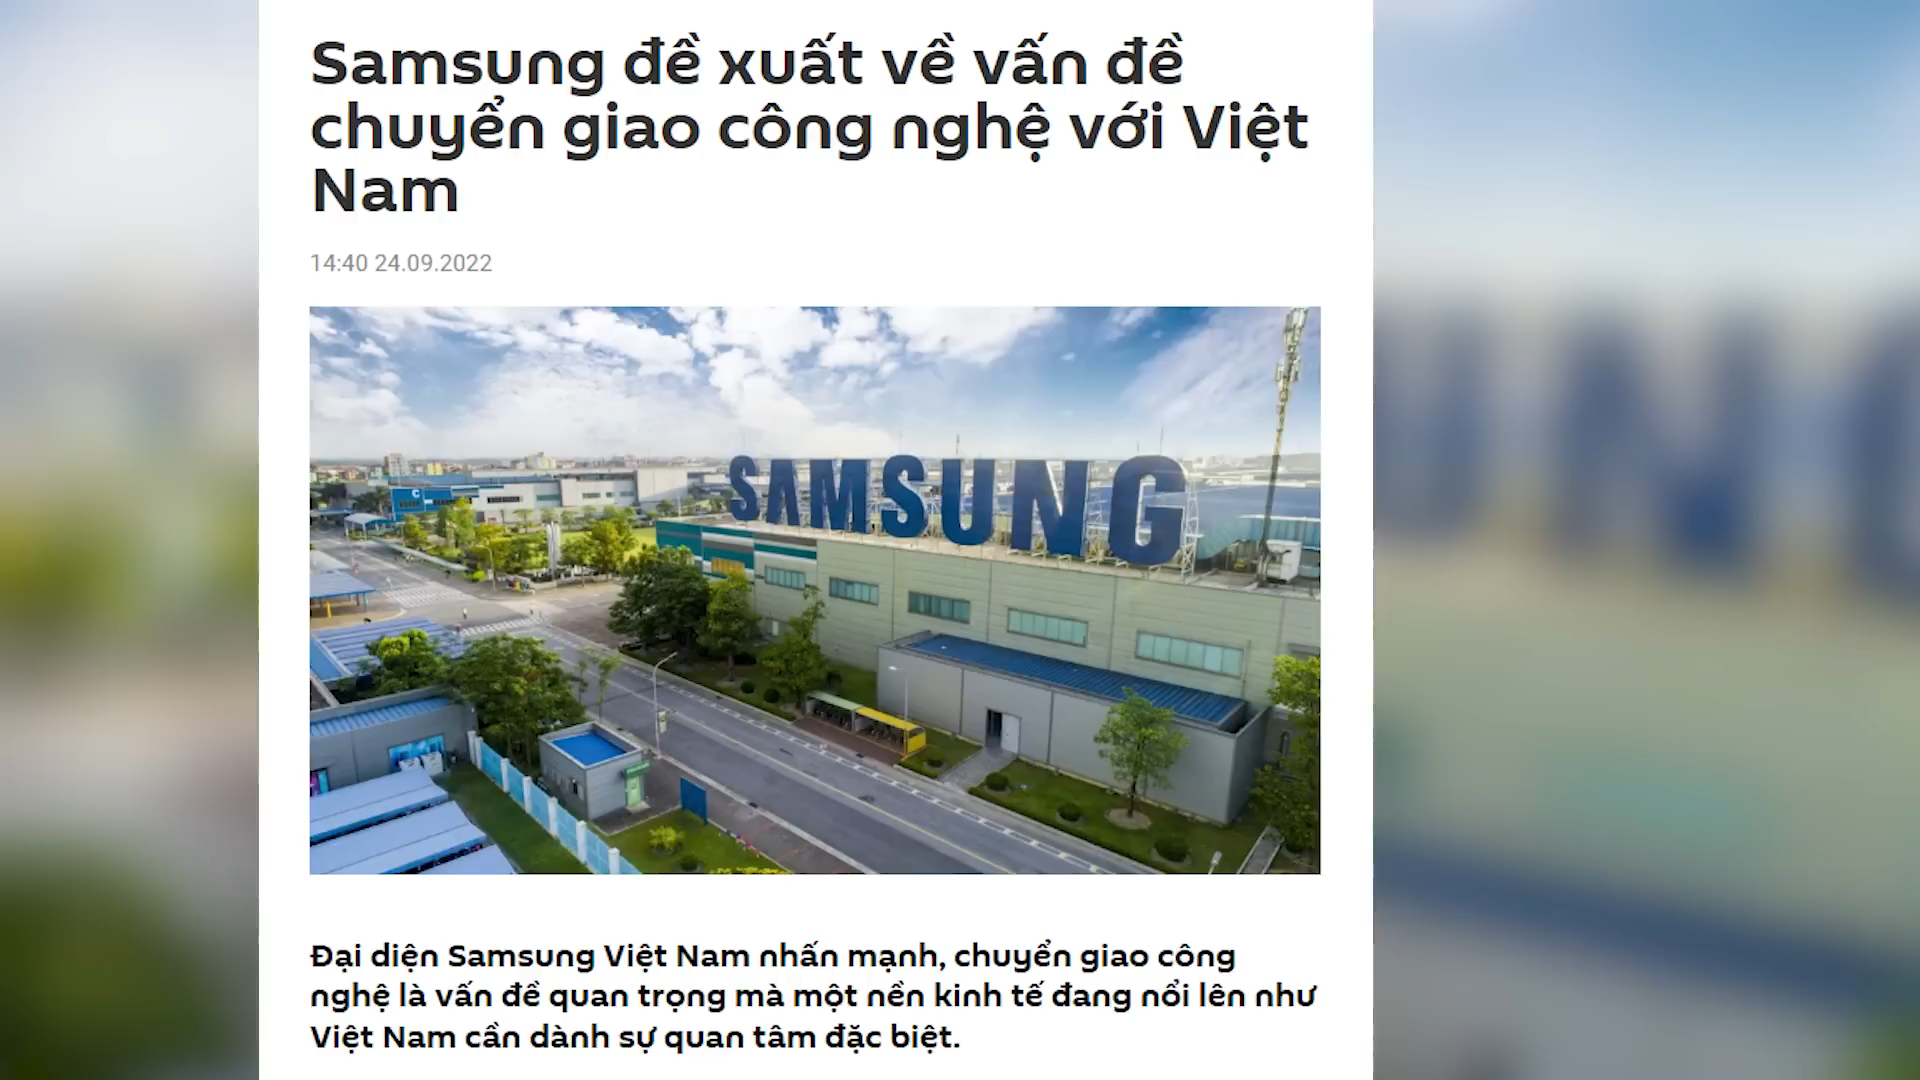 Samsung đề xuất về vấn đề
chuyển giao công nghệ với Việt
Nam
14:40 24.09.2022
SAMSUNG
C
Đại diện Samsung Việt Nam nhấn mạnh, chuyển giao công
nghệ là vấn đề quan trọng mà một nền kinh tế đang nổi lên như
Việt Nam cần dành sự quan tâm đặc biệt.